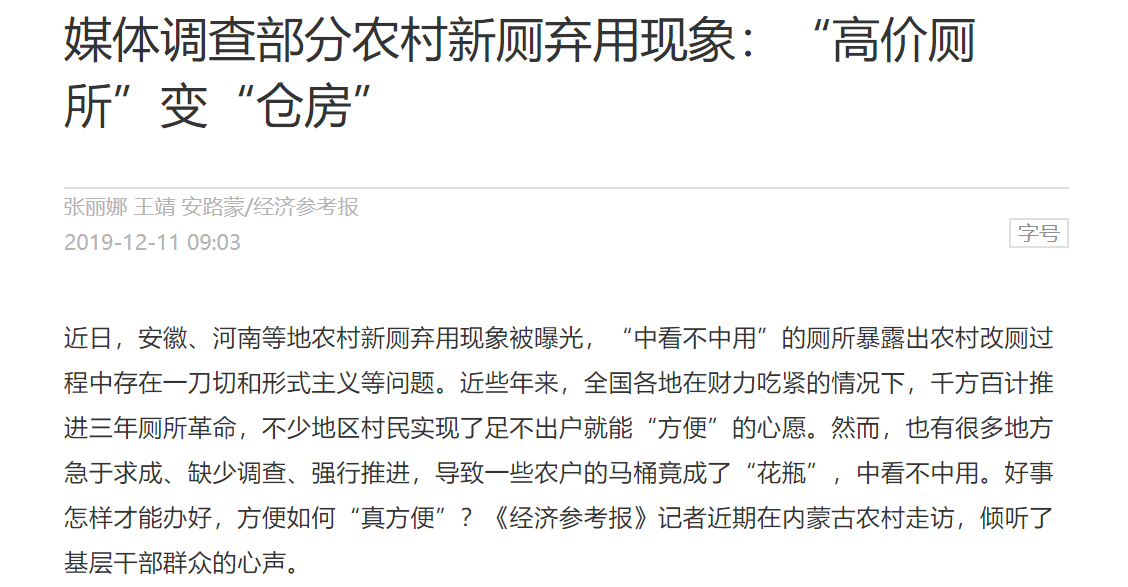 媒体调查部分农村新厕弃用现象：“高价厕
所”变“仓房”
张丽娜 王靖 安路蒙/经济参考报
2019-12-11 09:03
字号
近日，安徽、河南等地农村新厕弃用现象被曝光，“中看不中用”的厕所暴露出农村改厕过
程中存在一刀切和形式主义等问题。近些年来，全国各地在财力吃紧的情况下，千方百计推
进三年厕所革命，不少地区村民实现了足不出户就能“方便”的心愿。然而，也有很多地方
急于求成、缺少调查、强行推进，导致一些农户的马桶竟成了“花瓶”，中看不中用。好事
怎样才能办好，方便如何“真方便”？《经济参考报》记者近期在内蒙古农村走访，倾听了
基层干部群众的心声。